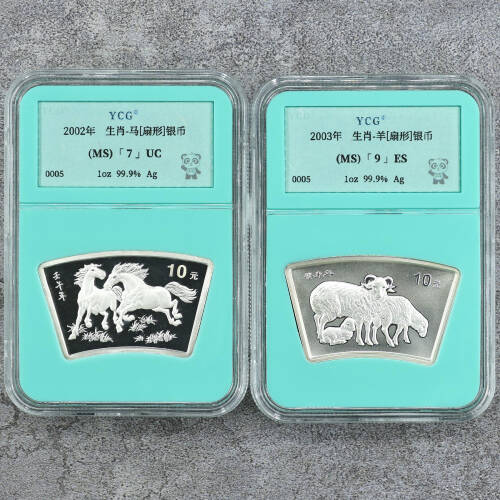 YCG
2002年 生肖-马[扇形]银币
(MS)「7」UC
0005 1oz 99.9% Ag
壬午年
10元
YCG
2003年 生肖-羊[扇形]银币
(MS)「9」ES
0005 1oz 99.9% Ag
癸未年
10元